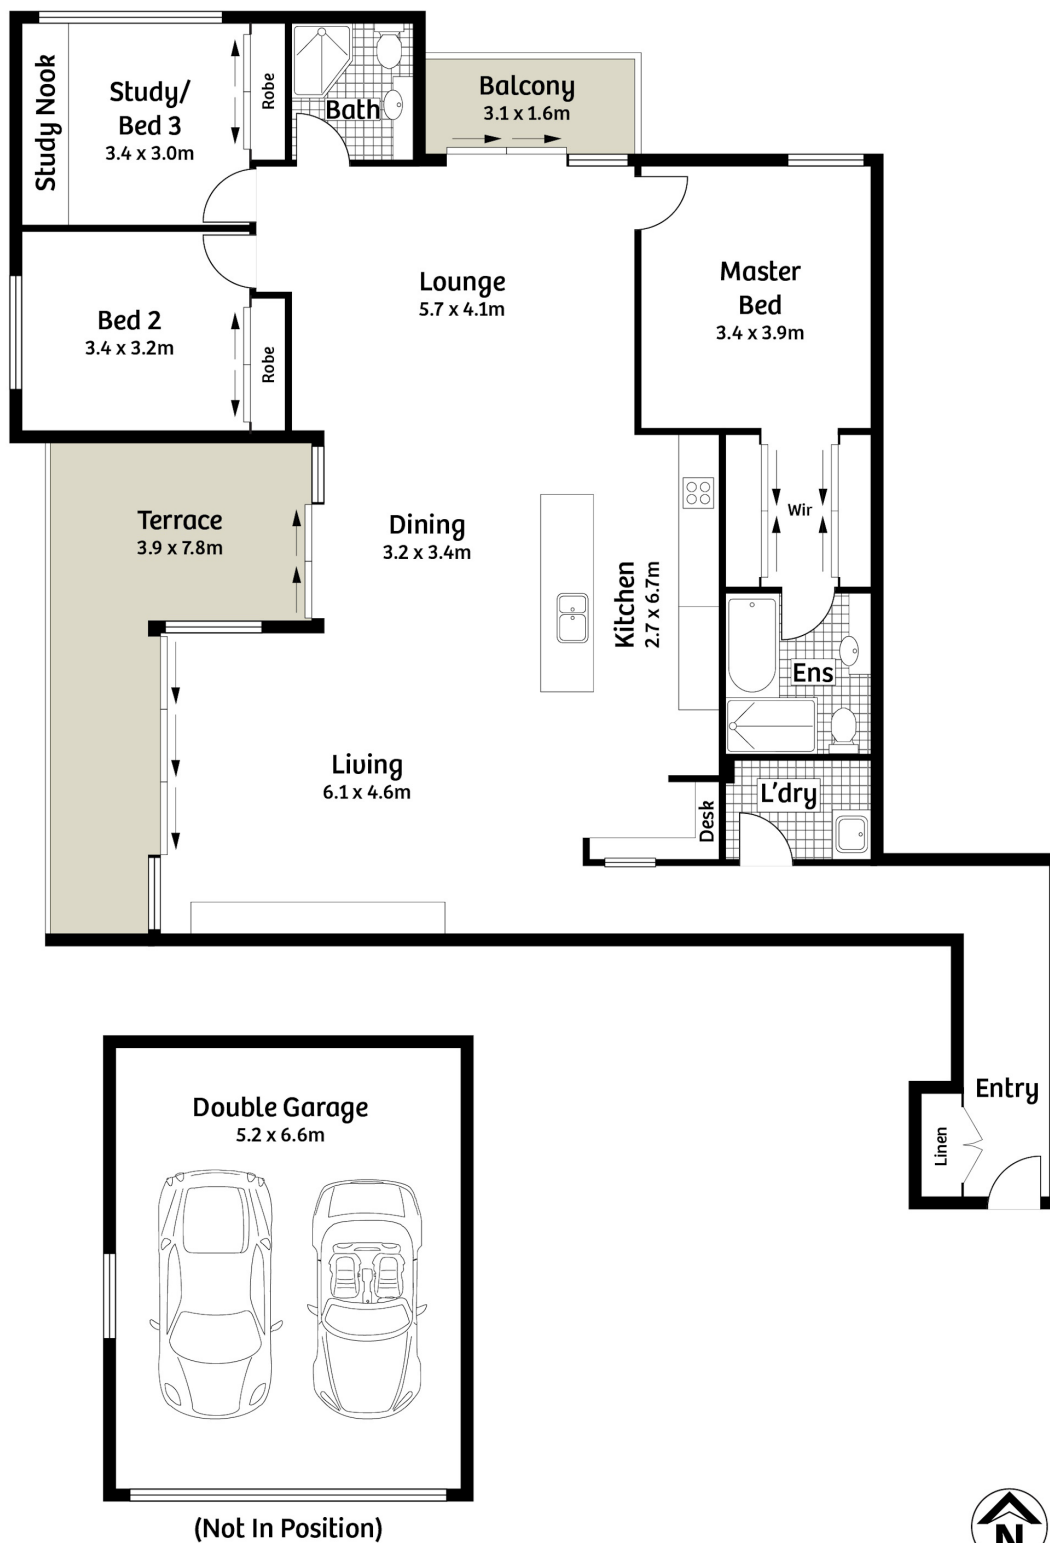 Study Nook
Study/
Bed 3
3.4 x 3.0m
Robe
Bath
Balcony
3.1 x 1.6m
Lounge
5.7 x 4.1m
Master
Bed
3.4 x 3.9m
Bed 2
3.4 x 3.2m
Robe
Terrace
3.9 x 7.8m
Dining
3.2 x 3.4m
Kitchen
2.7 x 6.7m
Wir
Ens
Living
6.1 x 4.6m
Desk
L'dry
Entry
Linen
Double Garage
5.2 x 6.6m
(Not In Position)
N